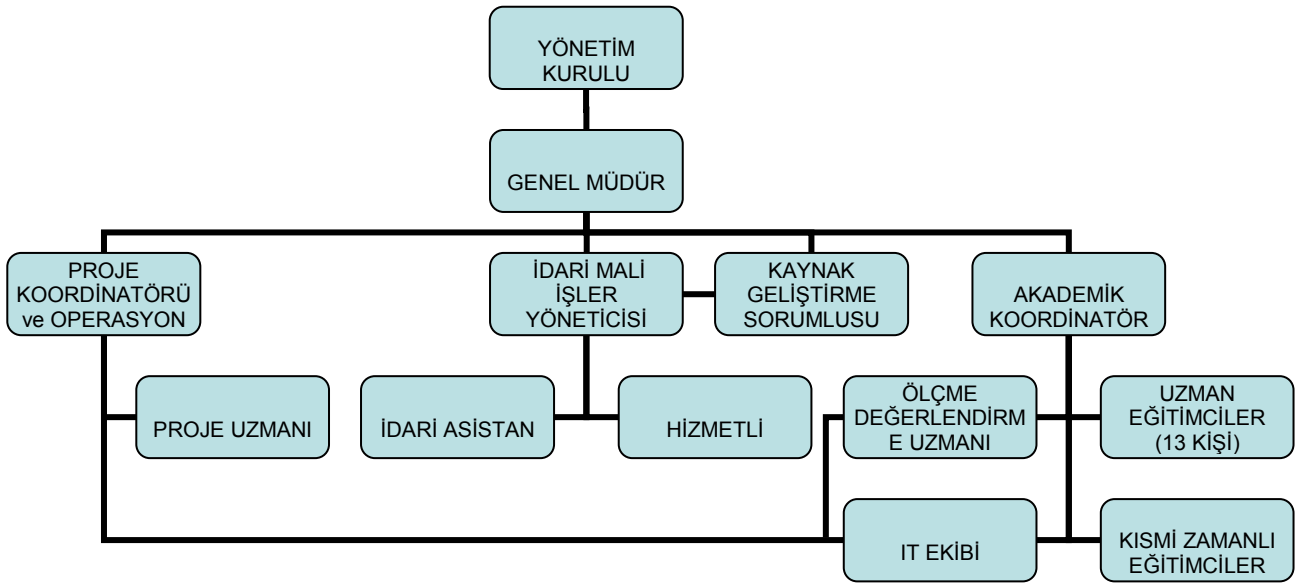 YÖNETİM
KURULU
GENEL MÜDÜR
PROJE
KOORDİNATÖRÜ
ve OPERASYON
İDARİ MALİ
İŞLER
YÖNETİCİSİ
KAYNAK
GELİŞTİRME
SORUMLUSU
AKADEMİK
KOORDİNATÖR
PROJE UZMANI
İDARİ ASİSTAN
HİZMETLİ
ÖLÇME
DEĞERLENDİRM
E UZMANI
UZMAN
EĞİTİMCİLER
(13 KİŞİ)
IT EKİBİ
KISMİ ZAMANLI
EĞİTİMCİLER